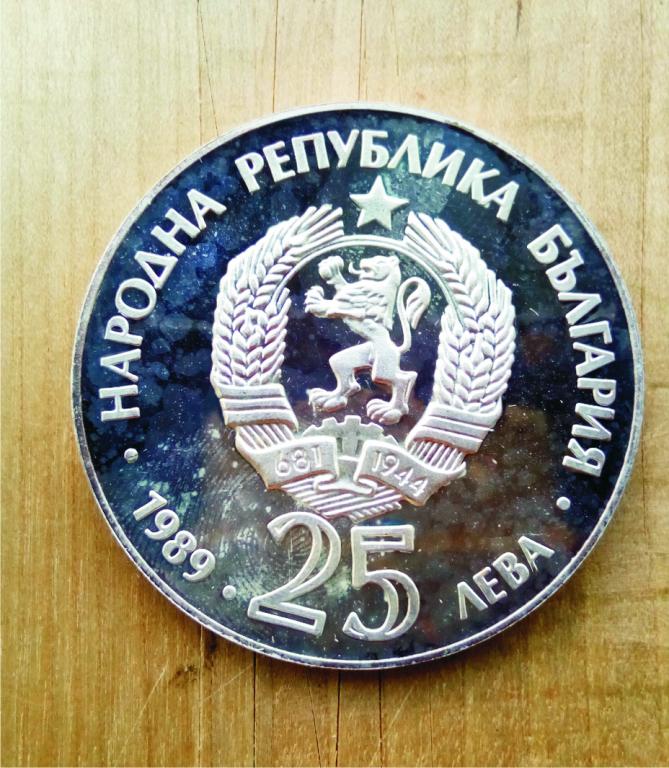 НАРОДНА РЕПУБЛИКА БЪЛГАРИЯ
681 1944
1989
25 ЛЕВА